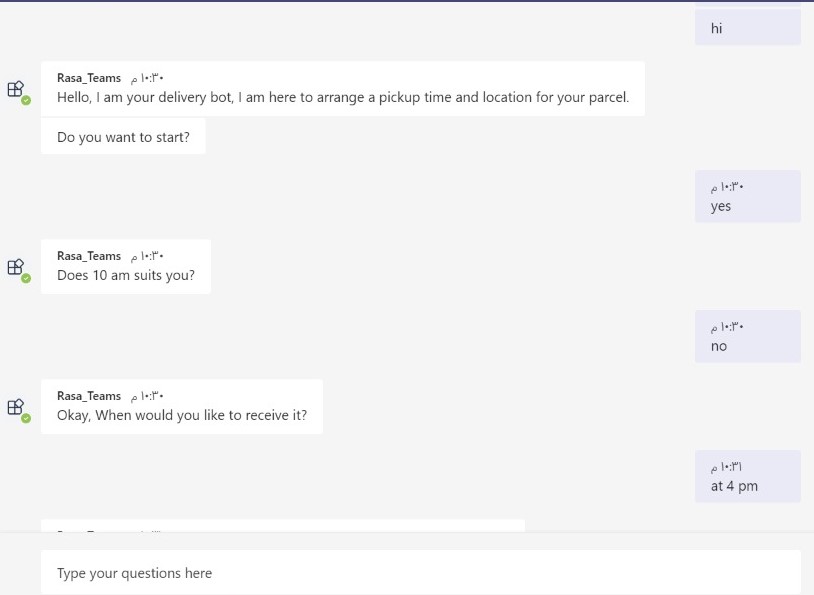 hi
Rasa_Teams ١٠:٣٠ م
Hello, I am your delivery bot, I am here to arrange a pickup time and location for your parcel.
Do you want to start?
١٠:٣٠ م
yes
Rasa_Teams ١٠:٣٠ م
Does 10 am suits you?
١٠:٣٠ م
no
Rasa_Teams ١٠:٣٠ م
Okay, When would you like to receive it?
١٠:٣١ م
at 4 pm
Type your questions here